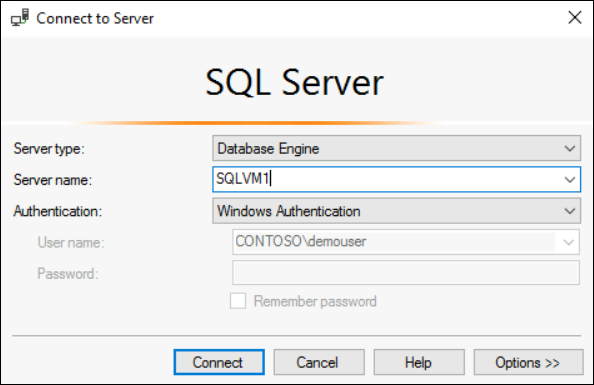 Connect to Server
SQL Server
Server type: Database Engine
Server name: SQLVM1
Authentication: Windows Authentication
User name: CONTOSO\demouser
Password:
Remember password
Connect Cancel Help Options >>